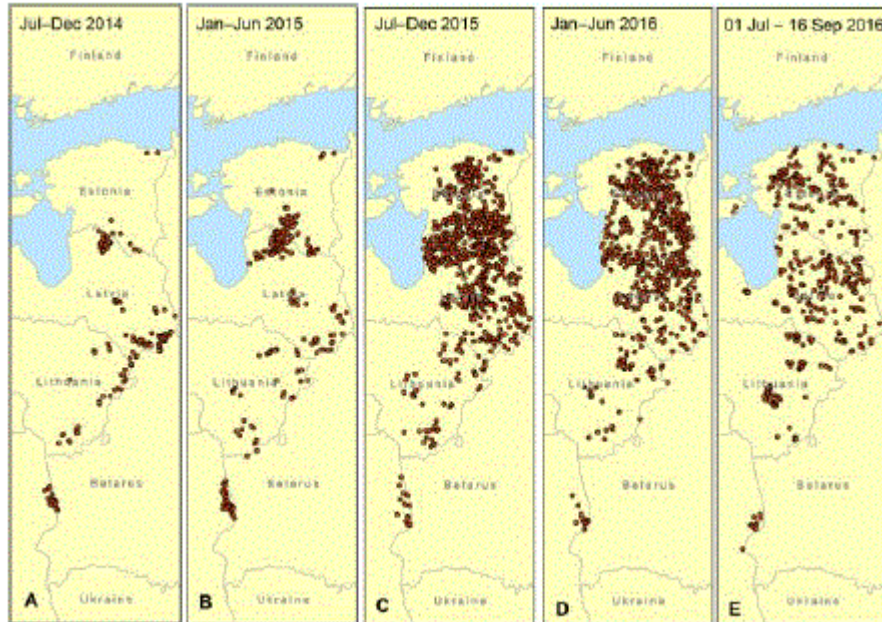 Jul–Dec 2014
Finland
Estonia
Latvia
Lithuania
Belarus
Ukraine
A
Jan–Jun 2015
Finland
Estonia
Latvia
Lithuania
Belarus
Ukraine
B
Jul–Dec 2015
Finland
Lithuania
Belarus
Ukraine
C
Jan–Jun 2016
Finland
Lithuania
Belarus
Ukraine
D
01 Jul – 16 Sep 2016
Finland
Lithuania
Belarus
Ukraine
E